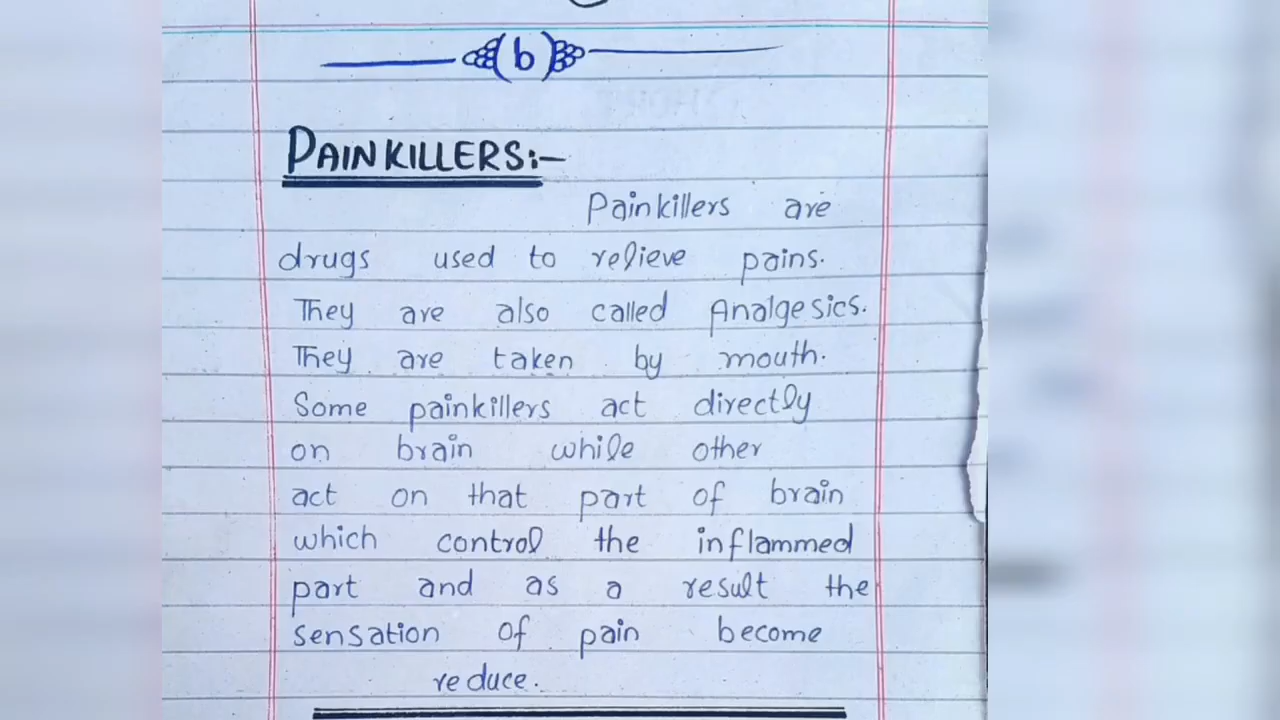 (b)
PAINKILLERS:-
Painkillers are
drugs used to relieve pains.
They are also called Analgesics.
They are taken by mouth.
Some painkillers act directly
on brain while other
act on that part of brain
which control the inflammed
part and as a result the
sensation of pain become
reduce.